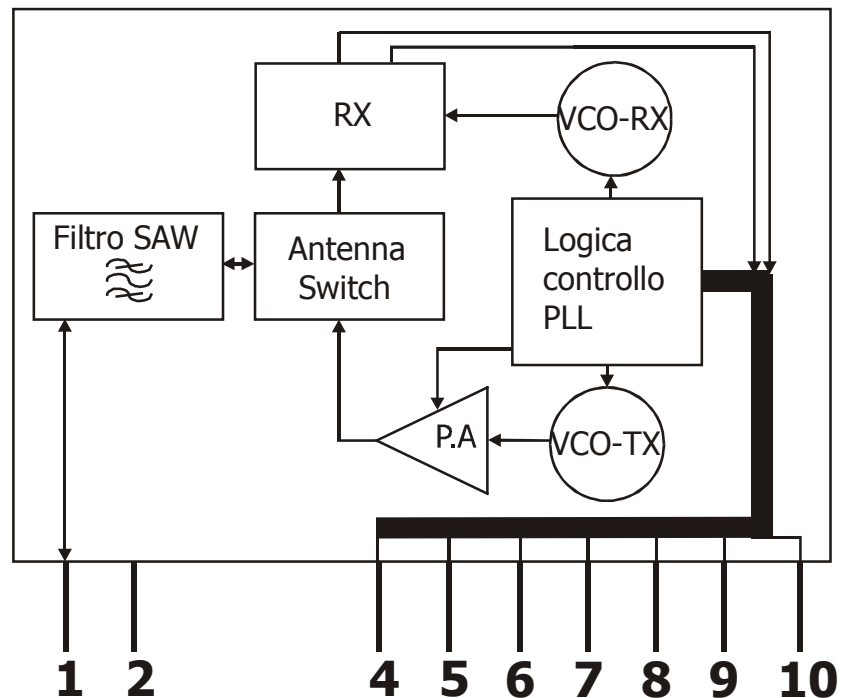 RX
VCO-RX
Filtro SAW
Antenna
Switch
Logica
controllo
PLL
P.A
VCO-TX
1 2 4 5 6 7 8 9 10